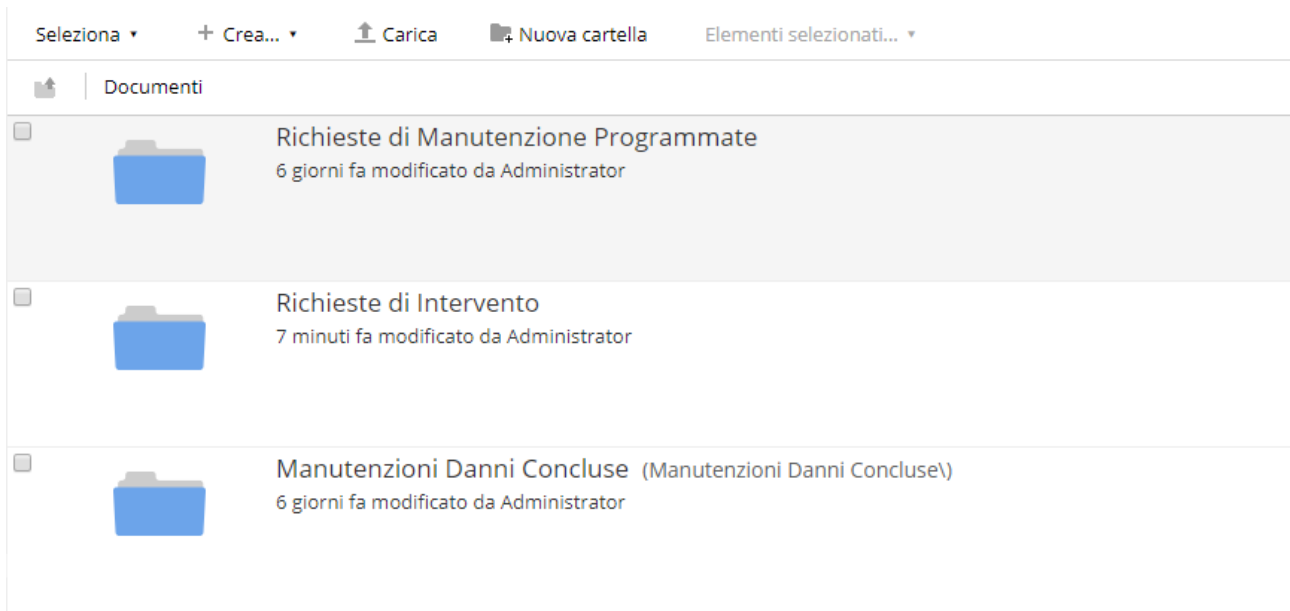 Seleziona Crea... Carica Nuova cartella Elementi selezionati...
Documenti
Richieste di Manutenzione Programmate
6 giorni fa modificato da Administrator
Richieste di Intervento
7 minuti fa modificato da Administrator
Manutenzioni Danni Concluse (Manutenzioni Danni Concluse\)
6 giorni fa modificato da Administrator